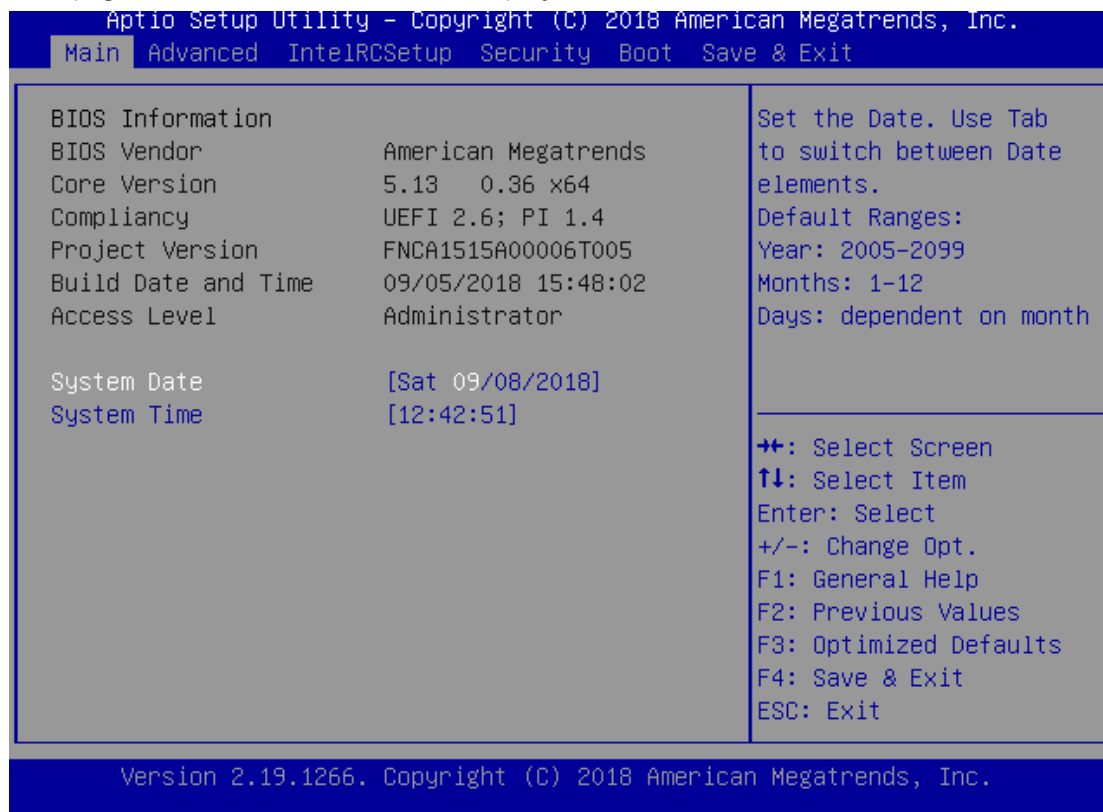 Aptio Setup Utility – Copyright (C) 2018 American Megatrends, Inc.
Main Advanced IntelRCSetup Security Boot Save & Exit
BIOS Information
BIOS Vendor American Megatrends
Core Version 5.13 0.36 x64
Compliancy UEFI 2.6; PI 1.4
Project Version FNCA1515A00006T005
Build Date and Time 09/05/2018 15:48:02
Access Level Administrator
System Date [Sat 09/08/2018]
System Time [12:42:51]
Set the Date. Use Tab
to switch between Date
elements.
Default Ranges:
Year: 2005-2099
Months: 1-12
Days: dependent on month
→←: Select Screen
↑↓: Select Item
Enter: Select
+/-: Change Opt.
F1: General Help
F2: Previous Values
F3: Optimized Defaults
F4: Save & Exit
ESC: Exit
Version 2.19.1266. Copyright (C) 2018 American Megatrends, Inc.